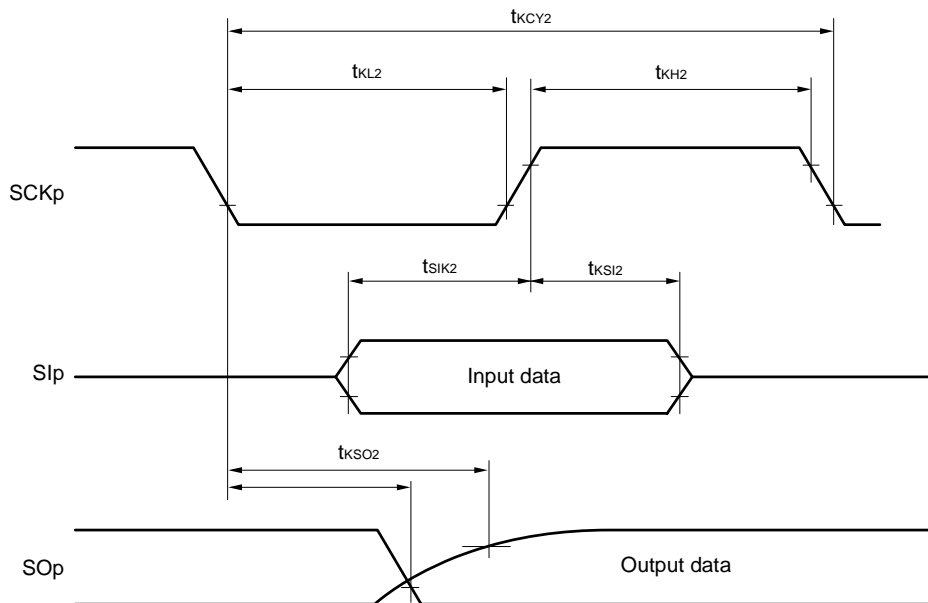 tKCY2
tKL2
tKH2
SCKp
tSIK2
tKSI2
SIp
Input data
tKSO2
SOp
Output data